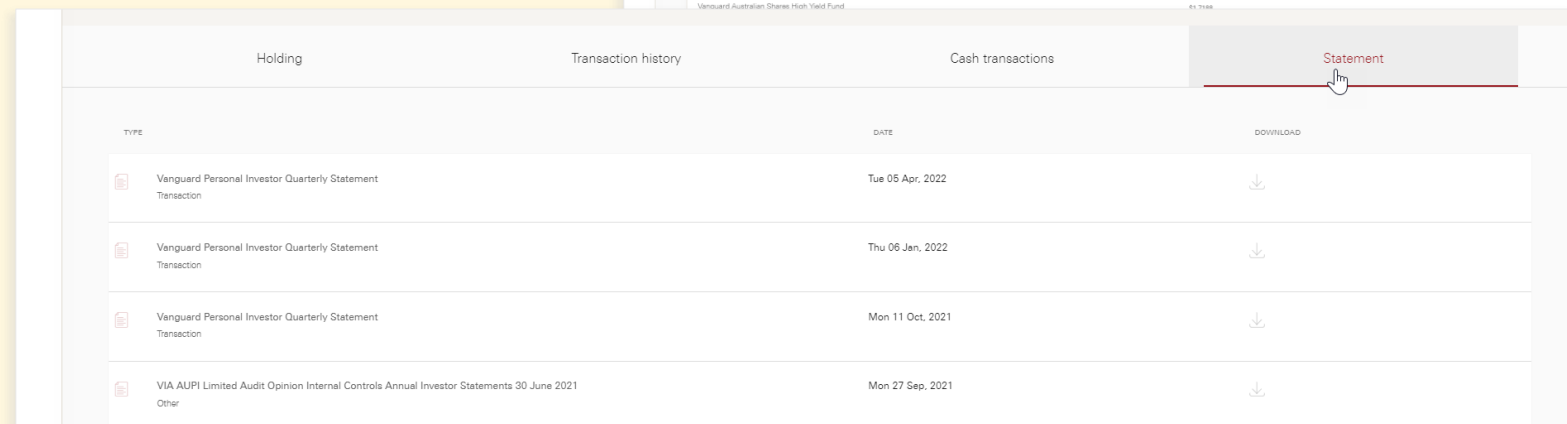 Vanguard Australian Shares High Yield Fund $1.7198
Holding Transaction history Cash transactions Statement
TYPE DATE DOWNLOAD
Vanguard Personal Investor Quarterly Statement Tue 05 Apr, 2022
Transaction
Vanguard Personal Investor Quarterly Statement Thu 06 Jan, 2022
Transaction
Vanguard Personal Investor Quarterly Statement Mon 11 Oct, 2021
Transaction
VIA AUPI Limited Audit Opinion Internal Controls Annual Investor Statements 30 June 2021 Mon 27 Sep, 2021
Other